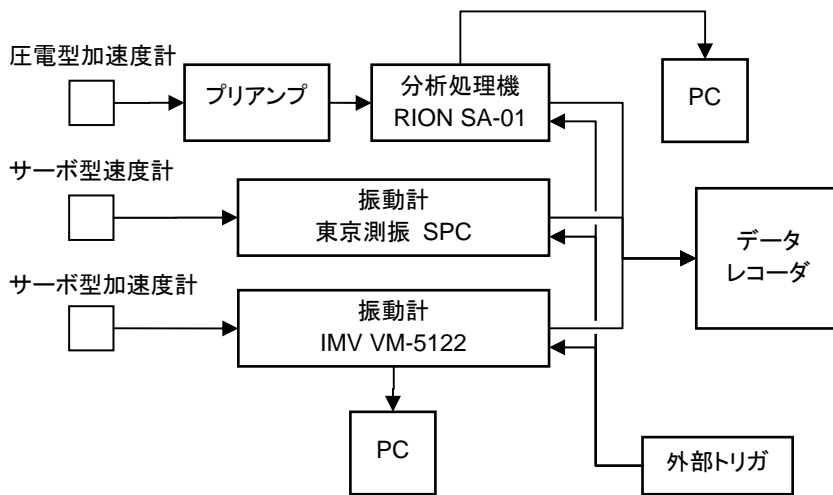 圧電型加速度計
プリアンプ
分析処理機
RION SA-01
PC
サーボ型速度計
振動計
東京測振 SPC
データ
レコーダ
サーボ型加速度計
振動計
IMV VM-5122
PC
外部トリガ